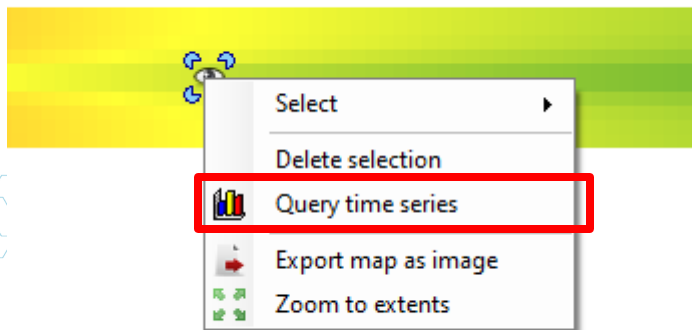 Select
Delete selection
Query time series
Export map as image
Zoom to extents